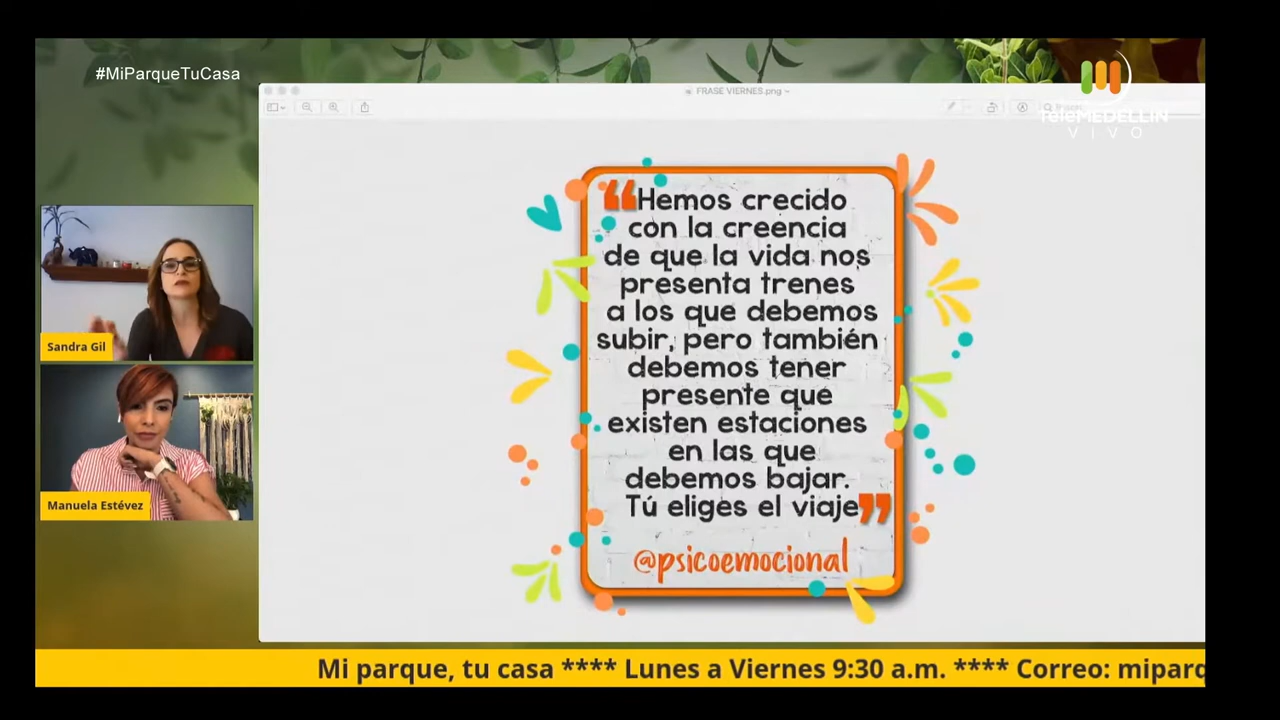 #MiParqueTuCasa
FRASE VIERNES.png
TeleMEDELLÍN
VIVO
Sandra Gil
Manuela Estévez
“Hemos crecido
con la creencia
de que la vida nos
presenta trenes
a los que debemos
subir, pero también
debemos tener
presente que
existen estaciones
en las que
debemos bajar.
Tú eliges el viaje”
@psicoemocional
Mi parque, tu casa **** Lunes a Viernes 9:30 a.m. **** Correo: miparq